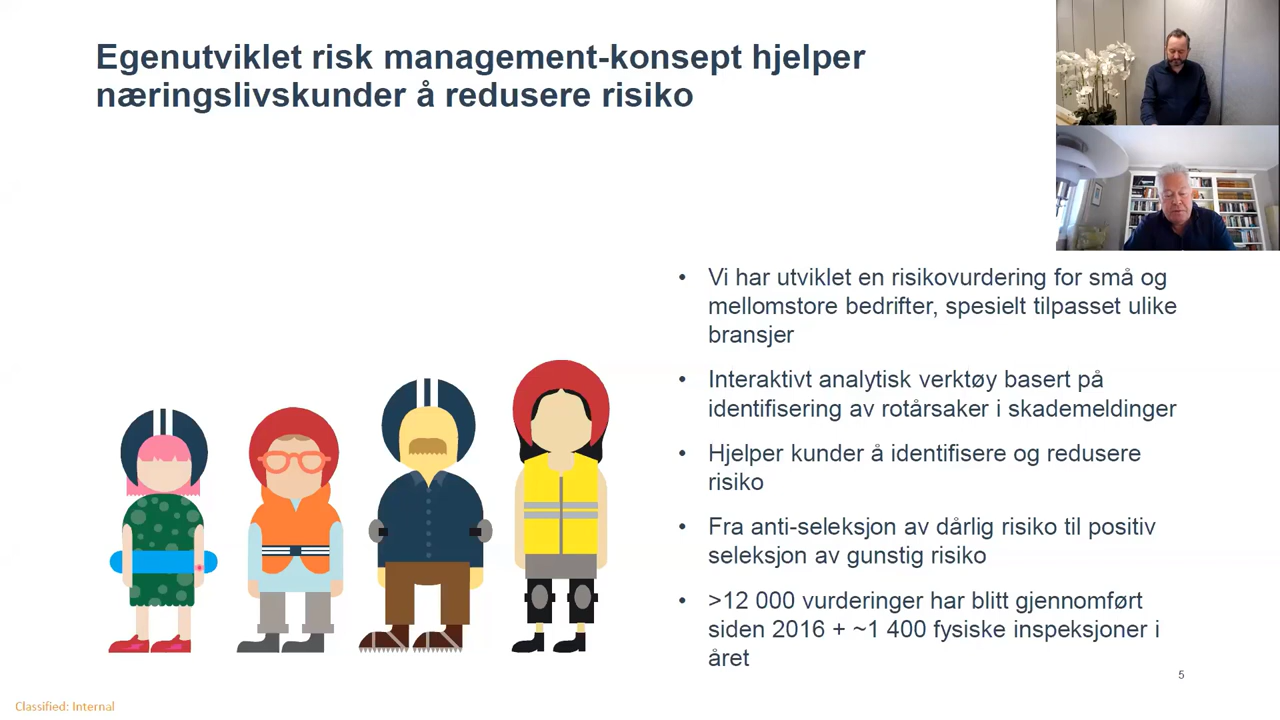 Egenutviklet risk management-konsept hjelper
næringslivskunder å redusere risiko
• Vi har utviklet en risikovurdering for små og
mellomstore bedrifter, spesielt tilpasset ulike
bransjer
• Interaktivt analytisk verktøy basert på
identifisering av rotårsaker i skademeldinger
• Hjelper kunder å identifisere og redusere
risiko
• Fra anti-seleksjon av dårlig risiko til positiv
seleksjon av gunstig risiko
• >12 000 vurderinger har blitt gjennomført
siden 2016 + ~1 400 fysiske inspeksjoner i
året
5
Classified: Internal